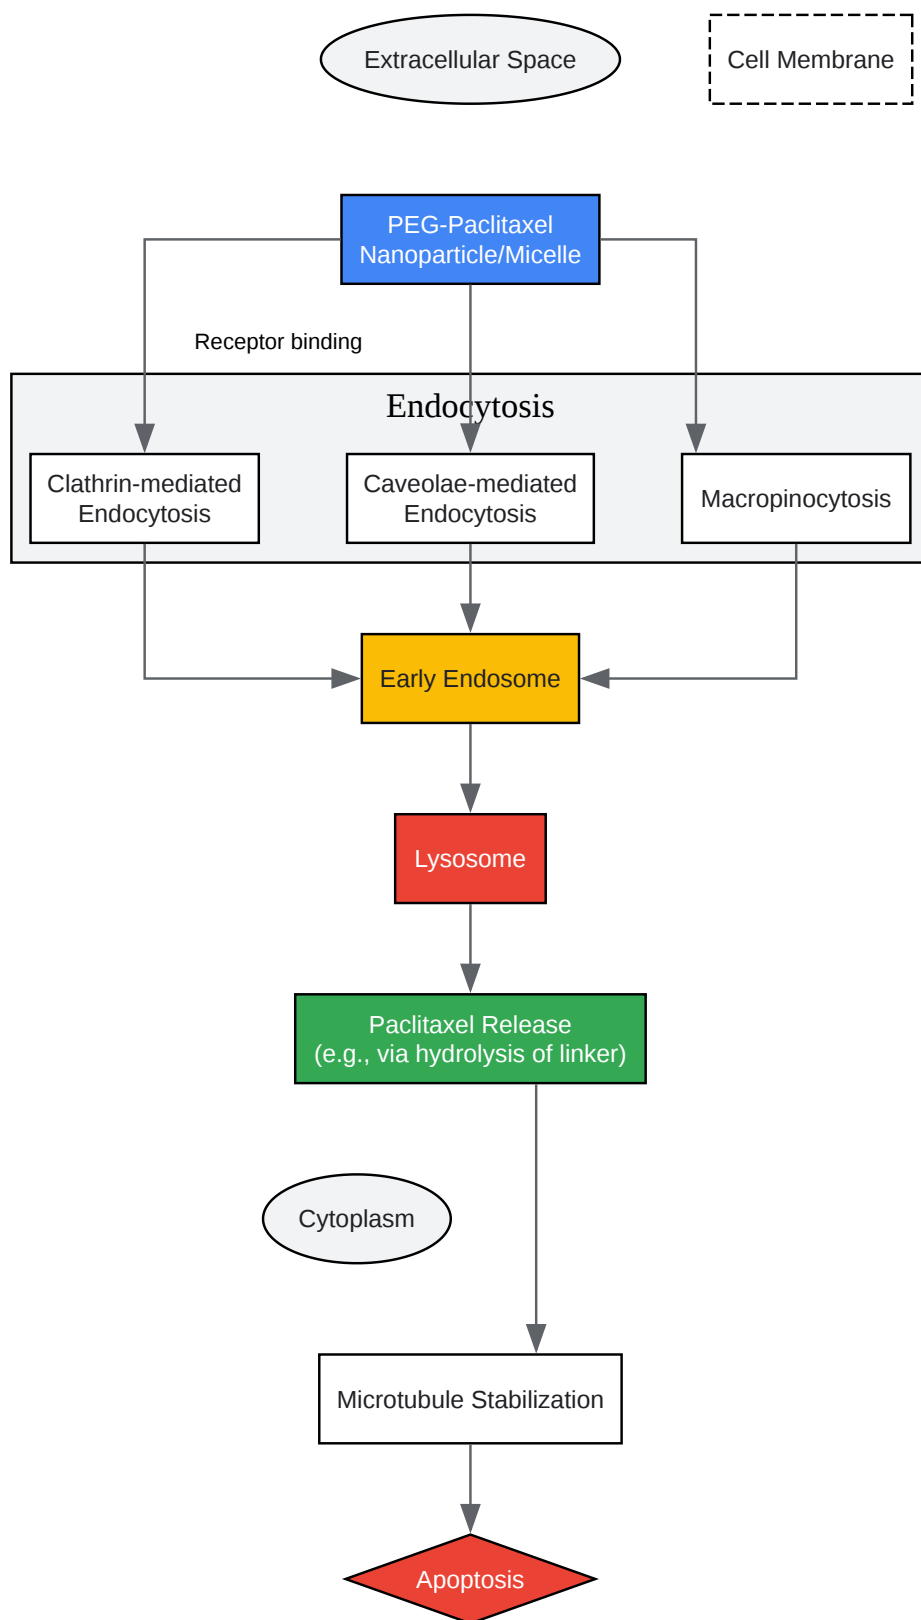 Extracellular Space
Cell Membrane
PEG-Paclitaxel
Nanoparticle/Micelle
Receptor binding
Endocytosis
Clathrin-mediated
Endocytosis
Caveolae-mediated
Endocytosis
Macropinocytosis
Early Endosome
Lysosome
Paclitaxel Release
(e.g., via hydrolysis of linker)
Cytoplasm
Microtubule Stabilization
Apoptosis